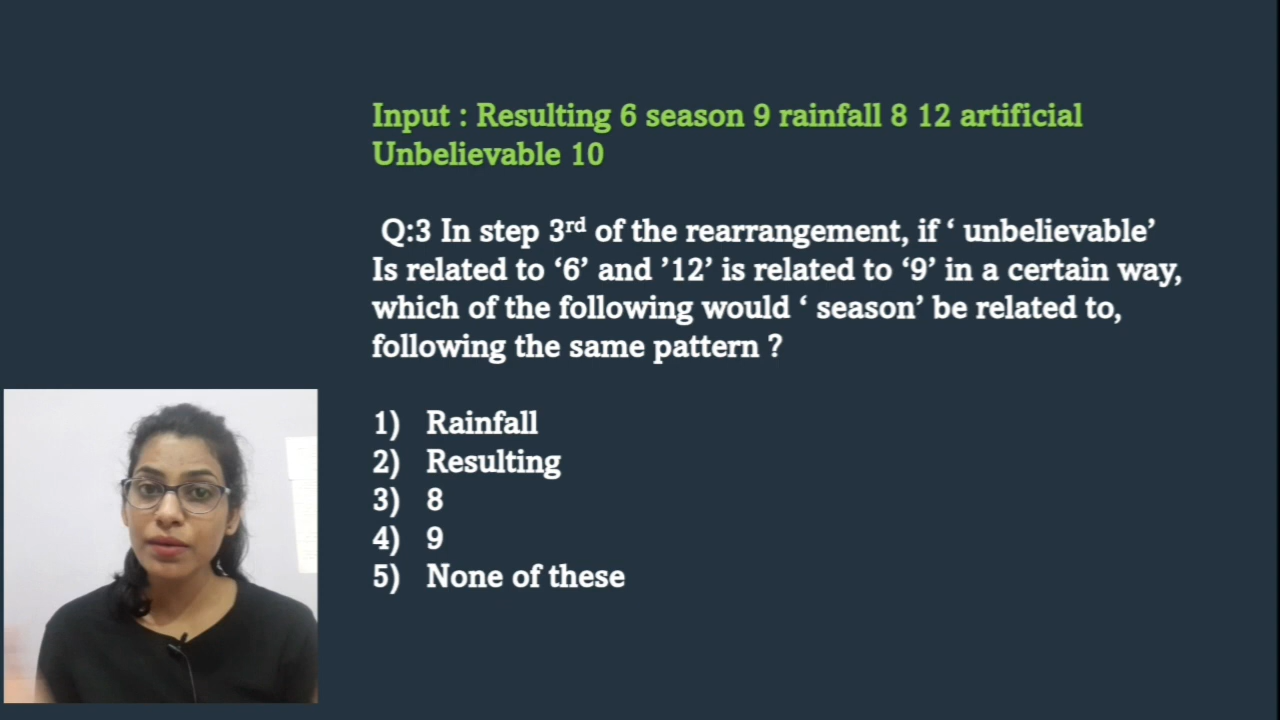 Input : Resulting 6 season 9 rainfall 8 12 artificial
Unbelievable 10
Q:3 In step 3rd of the rearrangement, if ‘ unbelievable’
Is related to ‘6’ and ’12’ is related to ‘9’ in a certain way,
which of the following would ‘ season’ be related to,
following the same pattern ?
1) Rainfall
2) Resulting
3) 8
4) 9
5) None of these